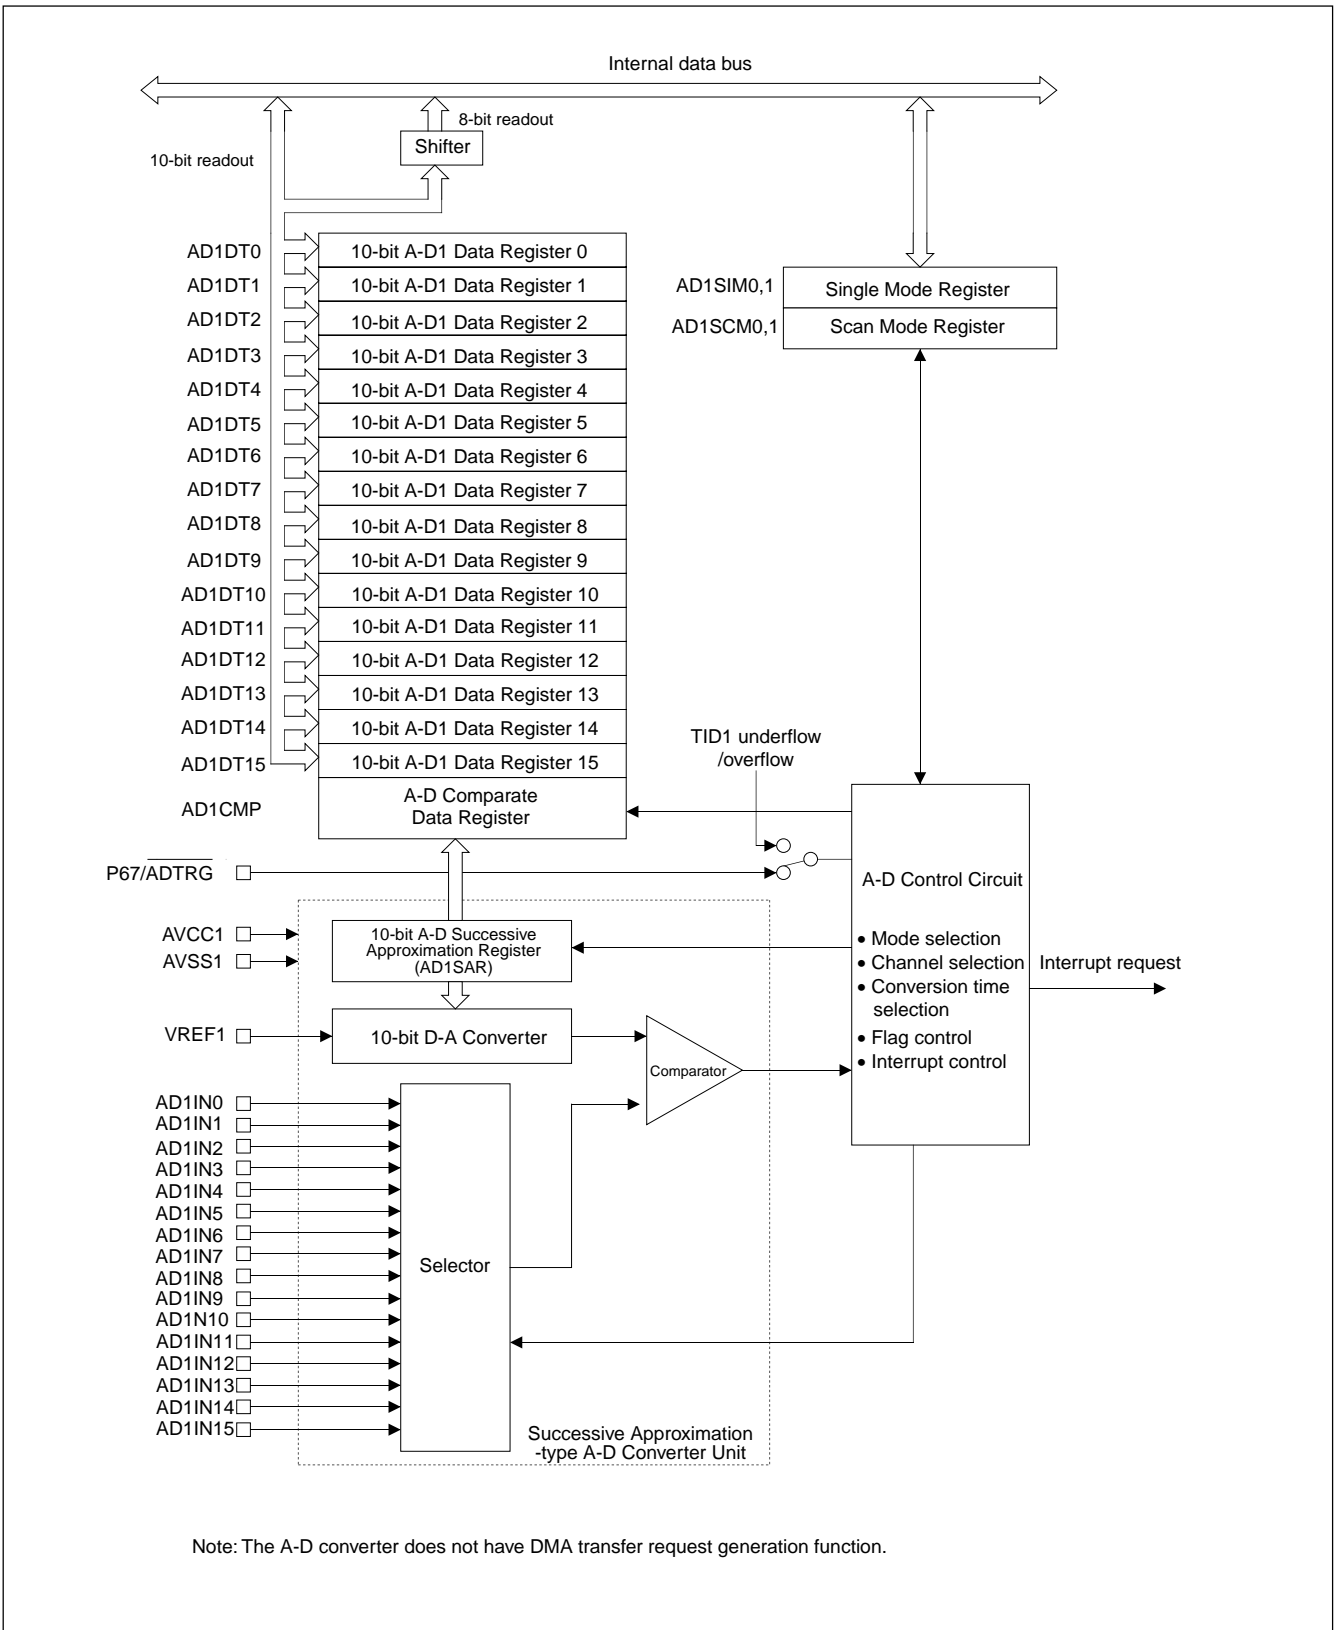 Internal data bus
8-bit readout
Shifter
10-bit readout
AD1DT0 10-bit A-D1 Data Register 0
AD1DT1 10-bit A-D1 Data Register 1
AD1DT2 10-bit A-D1 Data Register 2
AD1DT3 10-bit A-D1 Data Register 3
AD1DT4 10-bit A-D1 Data Register 4
AD1DT5 10-bit A-D1 Data Register 5
AD1DT6 10-bit A-D1 Data Register 6
AD1DT7 10-bit A-D1 Data Register 7
AD1DT8 10-bit A-D1 Data Register 8
AD1DT9 10-bit A-D1 Data Register 9
AD1DT10 10-bit A-D1 Data Register 10
AD1DT11 10-bit A-D1 Data Register 11
AD1DT12 10-bit A-D1 Data Register 12
AD1DT13 10-bit A-D1 Data Register 13
AD1DT14 10-bit A-D1 Data Register 14
AD1DT15 10-bit A-D1 Data Register 15
AD1CMP A-D Comparate
Data Register
AD1SIM0,1 Single Mode Register
AD1SCM0,1 Scan Mode Register
TID1 underflow
/overflow
P67/ADTRG
A-D Control Circuit
• Mode selection
• Channel selection
• Conversion time
selection
• Flag control
• Interrupt control
Interrupt request
AVCC1
AVSS1
10-bit A-D Successive
Approximation Register
(AD1SAR)
VREF1
10-bit D-A Converter
Comparator
AD1IN0
AD1IN1
AD1IN2
AD1IN3
AD1IN4
AD1IN5
AD1IN6
AD1IN7
AD1IN8
AD1IN9
AD1N10
AD1IN11
AD1IN12
AD1IN13
AD1IN14
AD1IN15
Selector
Successive Approximation
-type A-D Converter Unit
Note: The A-D converter does not have DMA transfer request generation function.